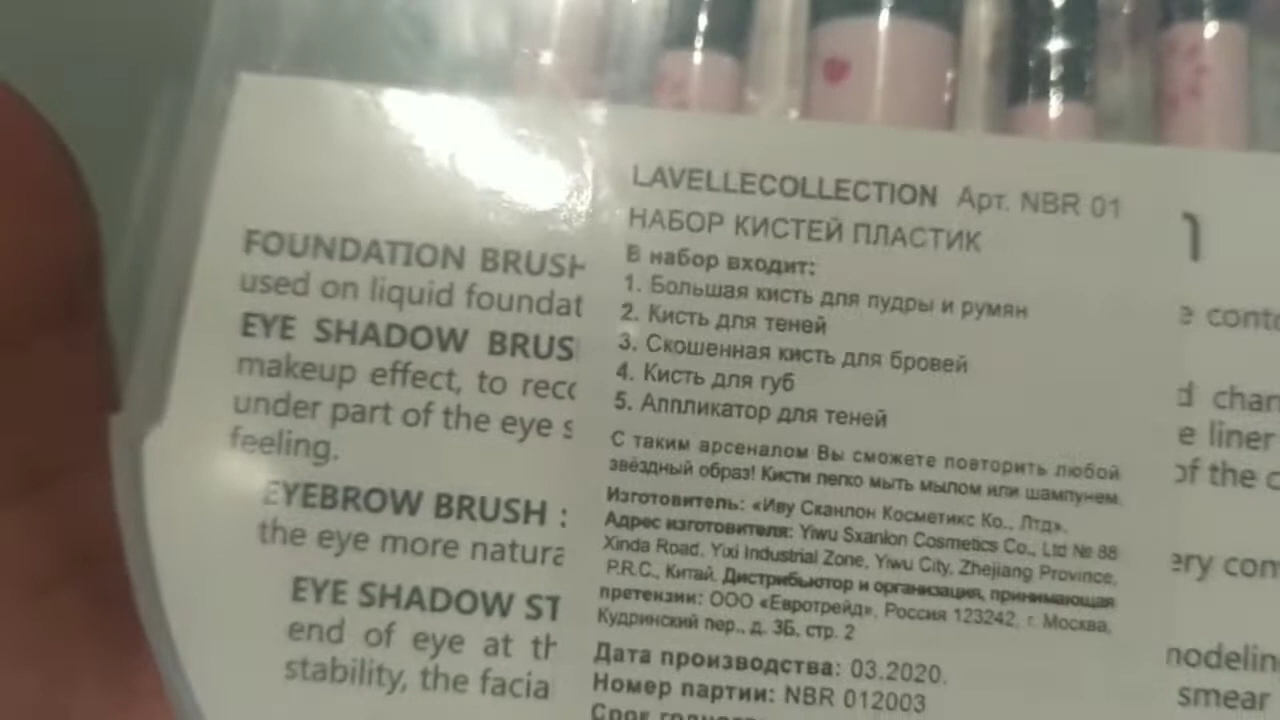 LAVELLECOLLECTION Арт. NBR 01
НАБОР КИСТЕЙ ПЛАСТИК
В набор входит:
1. Большая кисть для пудры и румян
2. Кисть для теней
3. Скошенная кисть для бровей
4. Кисть для губ
5. Аппликатор для теней
С таким арсеналом Вы сможете повторить любой
звёздный образ! Кисти легко мыть мылом или шампунем.
Изготовитель: «Иву Сканлон Косметикс Ко., Лтд».
Адрес изготовителя: Yiwu Sxanlon Cosmetics Co., Ltd № 88
Xinda Road, Yixi Industrial Zone, Yiwu City, Zhejiang Province,
P.R.C., Китай. Дистрибьютор и организация, принимающая
претензии: ООО «Евротрейд», Россия 123242, г. Москва,
Кудринский пер., д. 3Б, стр. 2
Дата производства: 03.2020.
Номер партии: NBR 012003
FOUNDATION BRUSH
used on liquid foundat
EYE SHADOW BRUS
makeup effect, to reco
under part of the eye s
feeling.
EYEBROW BRUSH :
the eye more natura
EYE SHADOW ST
end of eye at th
stability, the facia
e conto
d chan
e liner
of the c
ery con
nodelin
smear